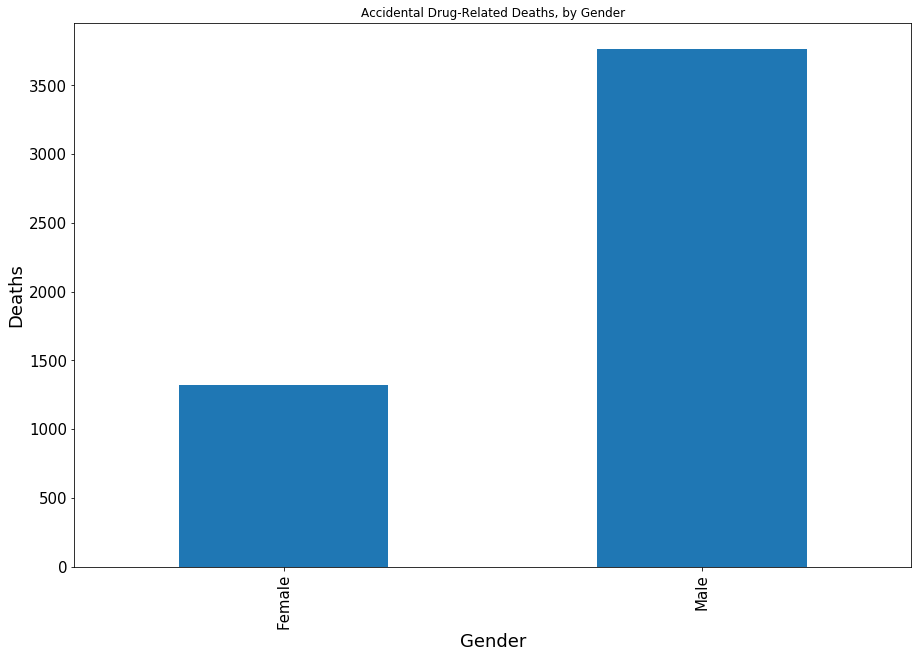 Accidental Drug-Related Deaths, by Gender
3500
3000
2500
2000
1500
1000
500
0
Deaths
Female
Male
Gender